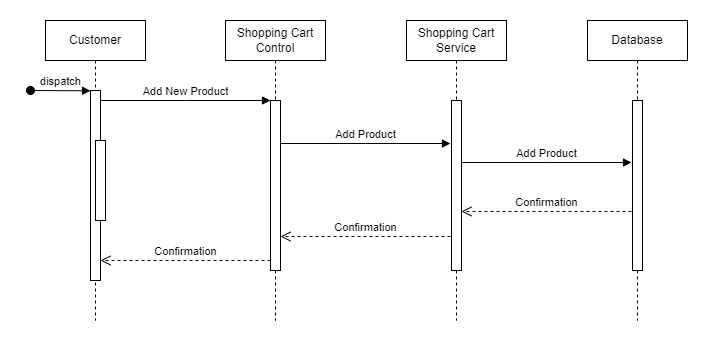 Customer
Shopping Cart
Control
Shopping Cart
Service
Database
dispatch
Add New Product
Add Product
Add Product
Confirmation
Confirmation
Confirmation